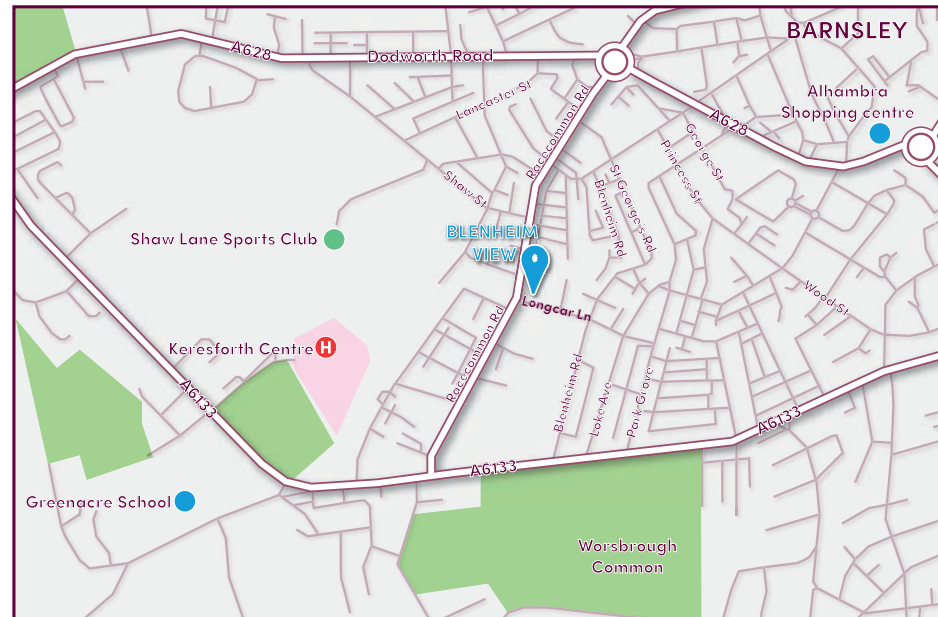 BARNSLEY
A628
Dodworth Road
Lancaster St
Racecommon Rd
A628
Alhambra
Shopping centre
George St
Princess St
Shaw St
St George's Rd
Blenheim Rd
Shaw Lane Sports Club
BLENHEIM
VIEW
Longcar Ln
Wood St
Keresforth Centre
H
Racecommon Rd
A6133
Blenheim Rd
Loke Ave
Park Grove
A6133
A6133
Greenacre School
Worsbrough
Common